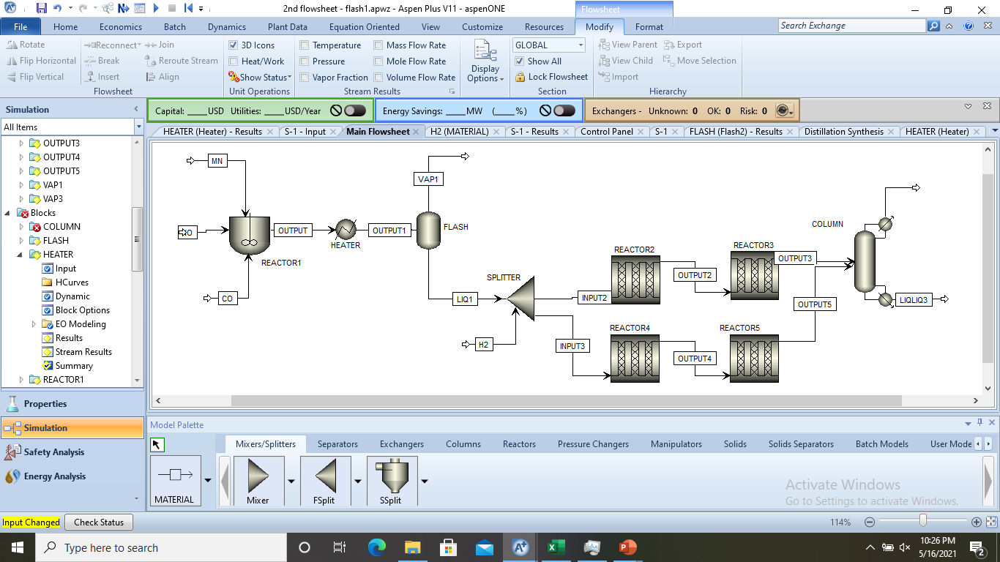 2nd flowsheet - flash1.apwz - Aspen Plus V11 - aspenONE
Flowsheet
File Home Economics Batch Dynamics Plant Data Equation Oriented View Customize Resources Modify Format Search Exchange
Rotate Reconnect Join 3D Icons Temperature Mass Flow Rate GLOBAL View Parent Export
Flip Horizontal Break Reroute Stream Heat/Work Pressure Mole Flow Rate Display Options Show All View Child Move Selection
Flip Vertical Insert Align Show Status Vapor Fraction Volume Flow Rate Lock Flowsheet Import
Flowsheet Unit Operations Stream Results Section Hierarchy
Simulation
Capital: ____USD Utilities: ____USD/Year Energy Savings: ____MW (____%) Exchangers - Unknown: 0 OK: 0 Risk: 0
All Items
HEATER (Heater) - Results S-1 - Input Main Flowsheet H2 (MATERIAL) S-1 - Results Control Panel S-1 FLASH (Flash2) - Results Distillation Synthesis HEATER (Heater)
OUTPUT3
OUTPUT4
OUTPUT5
VAP1
VAP3
Blocks
COLUMN
FLASH
HEATER
Input
HCurves
Dynamic
Block Options
EO Modeling
Results
Stream Results
Summary
REACTOR1
Properties
Simulation
Safety Analysis
Energy Analysis
MN
VAP1
COLUMN
OUTPUT
OUTPUT1
FLASH
HEATER
REACTOR1
REACTOR2
REACTOR3
OUTPUT3
OUTPUT2
SPLITTER
CO
LIQ1
INPUT2
LIQLIQ3
OUTPUT5
REACTOR4
REACTOR5
H2
INPUT3
OUTPUT4
Model Palette
Mixers/Splitters Separators Exchangers Columns Reactors Pressure Changers Manipulators Solids Solids Separators Batch Models User Mode
MATERIAL Mixer FSplit SSplit
Activate Windows
Go to Settings to activate Windows.
Input Changed Check Status 114%
Type here to search
10:26 PM
5/16/2021
2